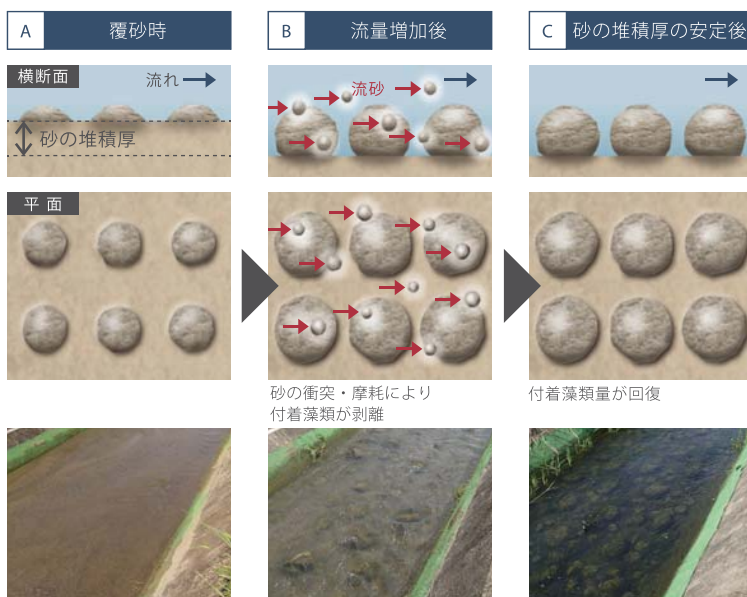 A 覆砂時
B 流量増加後
C 砂の堆積厚の安定後
横断面
流れ
砂の堆積厚
流砂
平面
砂の衝突・摩耗により
付着藻類が剥離
付着藻類量が回復